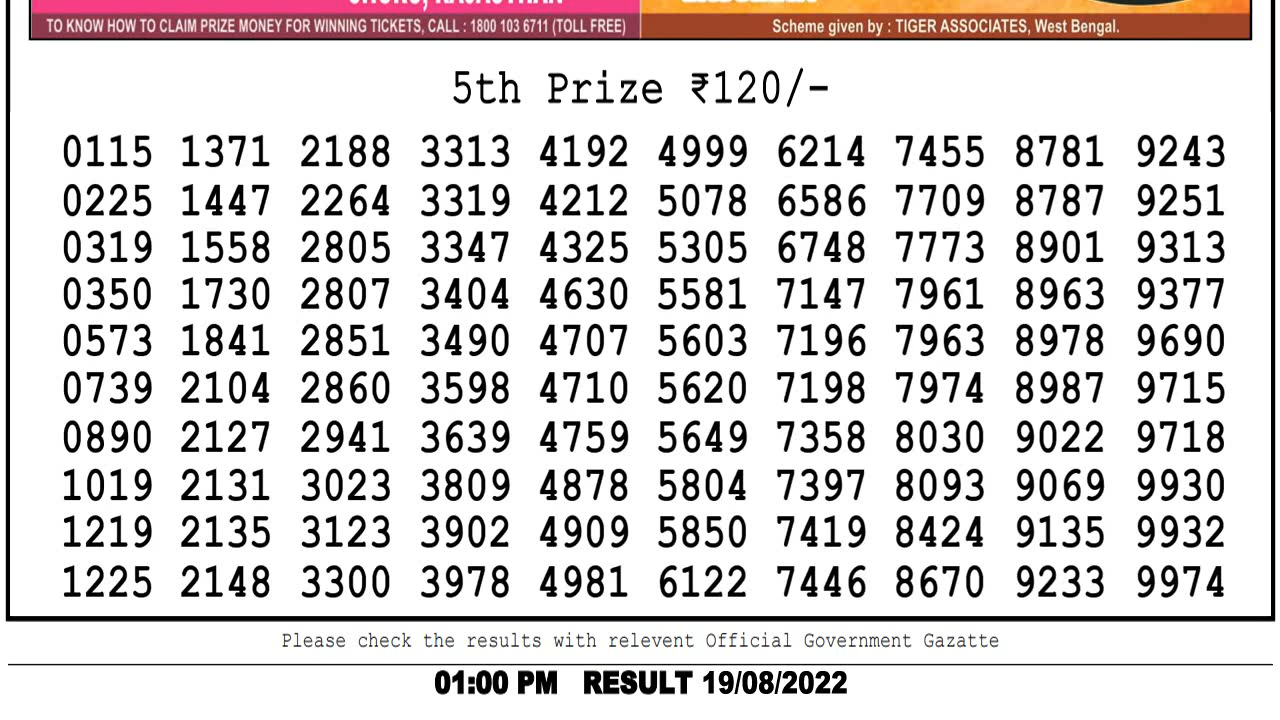 TO KNOW HOW TO CLAIM PRIZE MONEY FOR WINNING TICKETS, CALL : 1800 103 6711 (TOLL FREE)
Scheme given by : TIGER ASSOCIATES, West Bengal.
5th Prize ₹120/-
0115 1371 2188 3313 4192 4999 6214 7455 8781 9243
0225 1447 2264 3319 4212 5078 6586 7709 8787 9251
0319 1558 2805 3347 4325 5305 6748 7773 8901 9313
0350 1730 2807 3404 4630 5581 7147 7961 8963 9377
0573 1841 2851 3490 4707 5603 7196 7963 8978 9690
0739 2104 2860 3598 4710 5620 7198 7974 8987 9715
0890 2127 2941 3639 4759 5649 7358 8030 9022 9718
1019 2131 3023 3809 4878 5804 7397 8093 9069 9930
1219 2135 3123 3902 4909 5850 7419 8424 9135 9932
1225 2148 3300 3978 4981 6122 7446 8670 9233 9974
Please check the results with relevent Official Government Gazatte
01:00 PM RESULT 19/08/2022